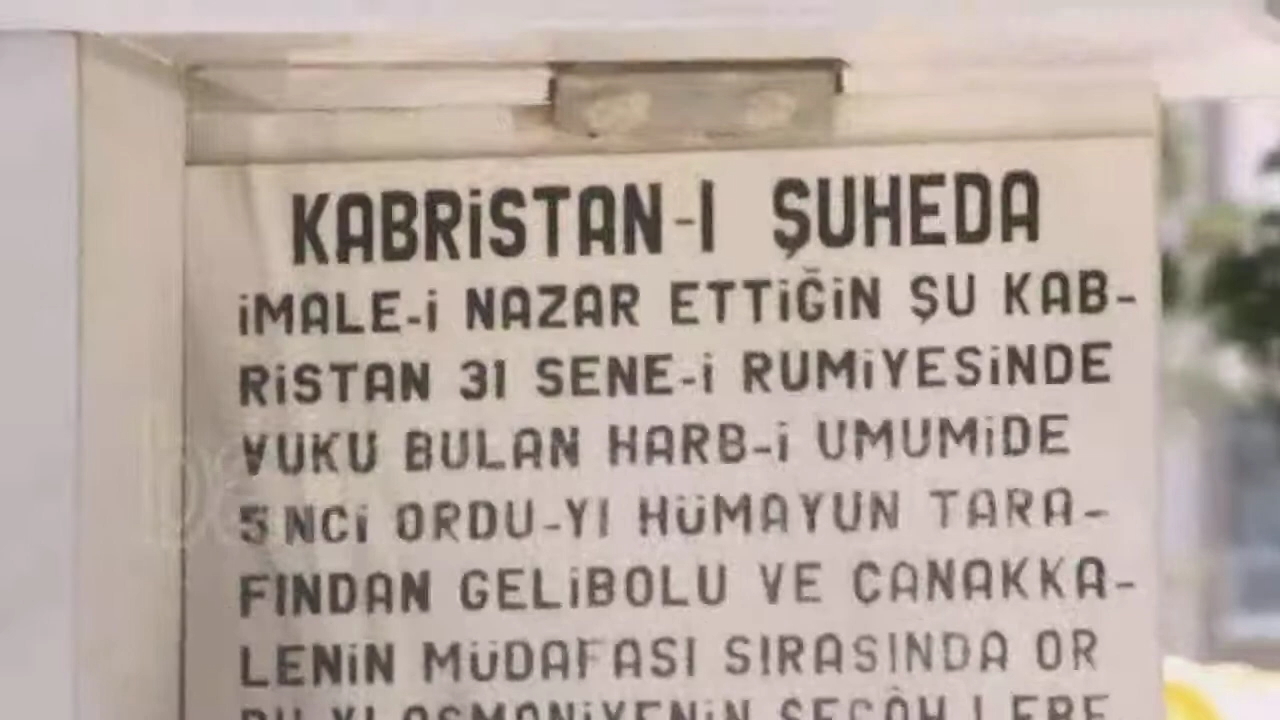 KABRİSTAN-I ŞUHEDA
İMALE-İ NAZAR ETTİĞİN ŞU KAB-
RİSTAN 31 SENE-İ RUMİYESİNDE
VUKU BULAN HARB-İ UMUMİDE
5 NCİ ORDU-YI HÜMAYUN TARA-
FINDAN GELİBOLU VE ÇANAKKA-
LENİN MÜDAFASI SIRASINDA OR